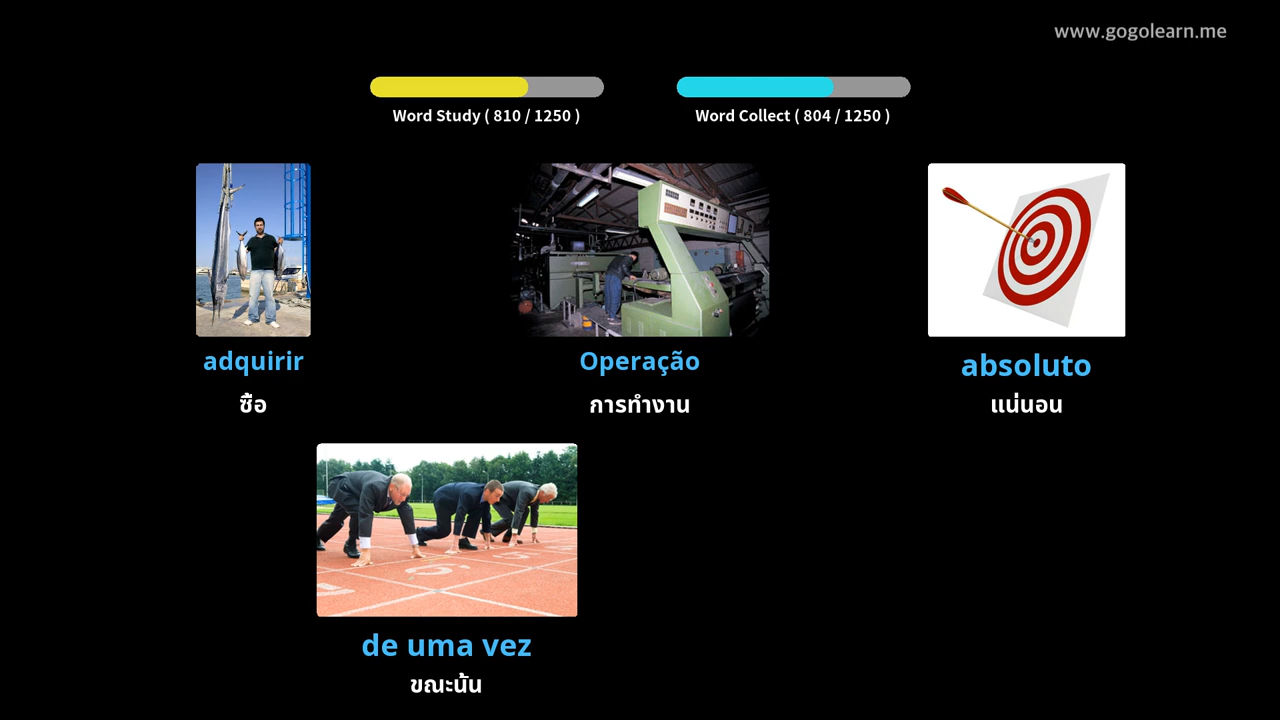 www.gogolearn.me
Word Study ( 810 / 1250 )
Word Collect ( 804 / 1250 )
adquirir
Operação
absoluto
ซื้อ
การทำงาน
แน่นอน
de uma vez
ขณะนั้น